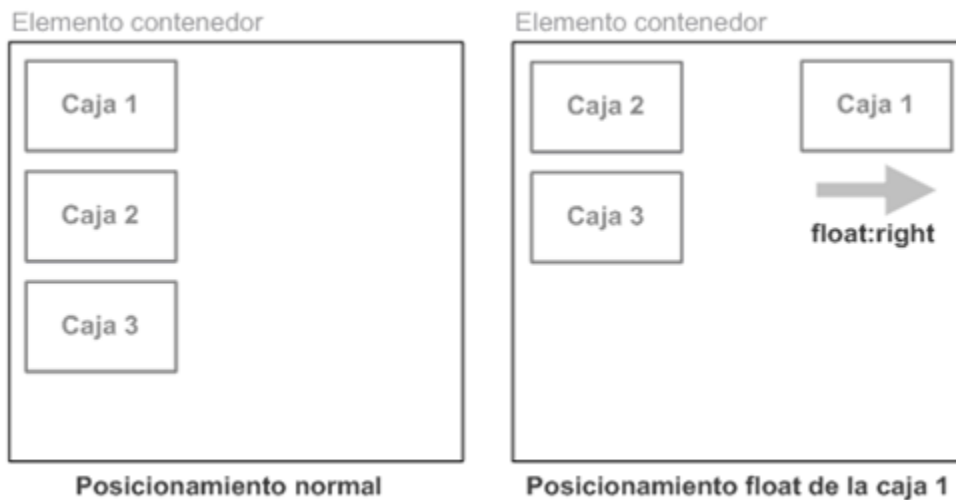 Elemento contenedor
Caja 1
Caja 2
Caja 3
Posicionamiento normal
Elemento contenedor
Caja 2
Caja 1
Caja 3
float:right
Posicionamiento float de la caja 1